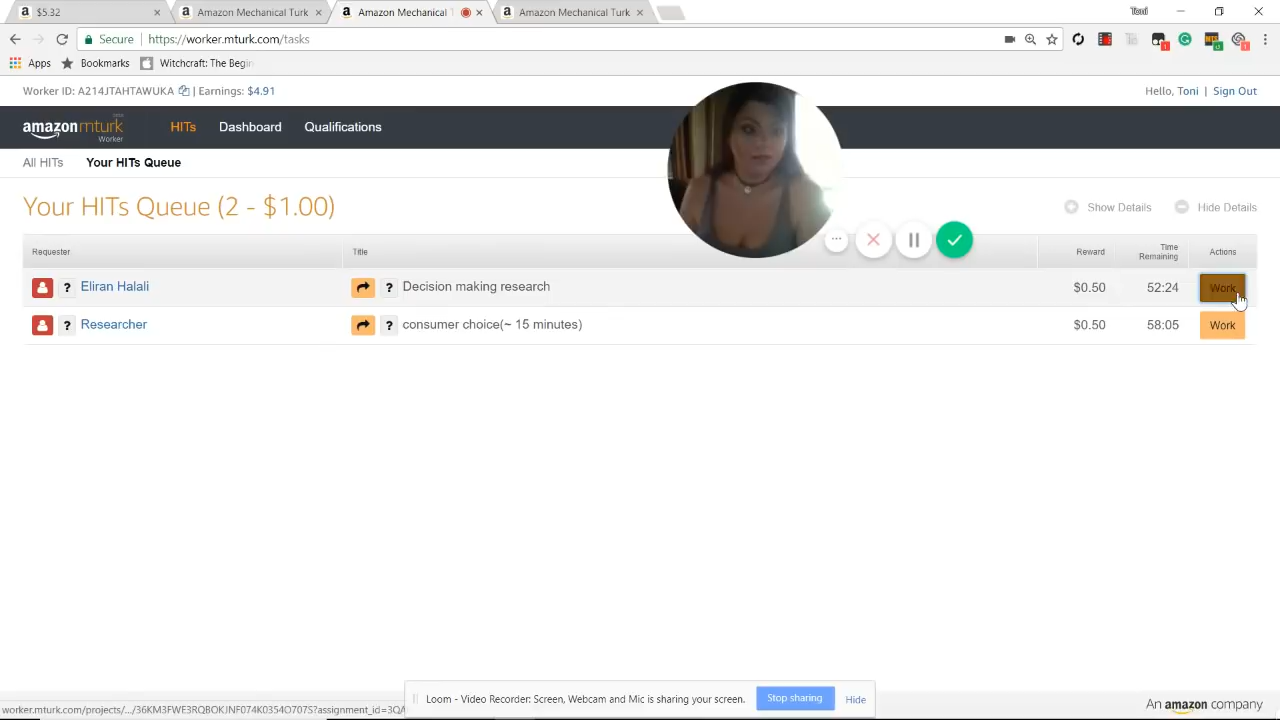 $5.32
Amazon Mechanical Turk
Amazon Mechanical T
Amazon Mechanical Turk
Toni
Secure https://worker.mturk.com/tasks
Apps Bookmarks Witchcraft: The Begin
Worker ID: A214JTAHTAWUKA | Earnings: $4.91
Hello, Toni | Sign Out
amazonmturk
Worker
HITs Dashboard Qualifications
All HITs Your HITs Queue
Your HITs Queue (2 - $1.00)
Show Details Hide Details
Requester Title Reward Time Remaining Actions
? Eliran Halali ? Decision making research $0.50 52:24 Work
? Researcher ? consumer choice(~ 15 minutes) $0.50 58:05 Work
Loom - Video Recorder: Screen, Webcam and Mic is sharing your screen. Stop sharing Hide
An amazon company